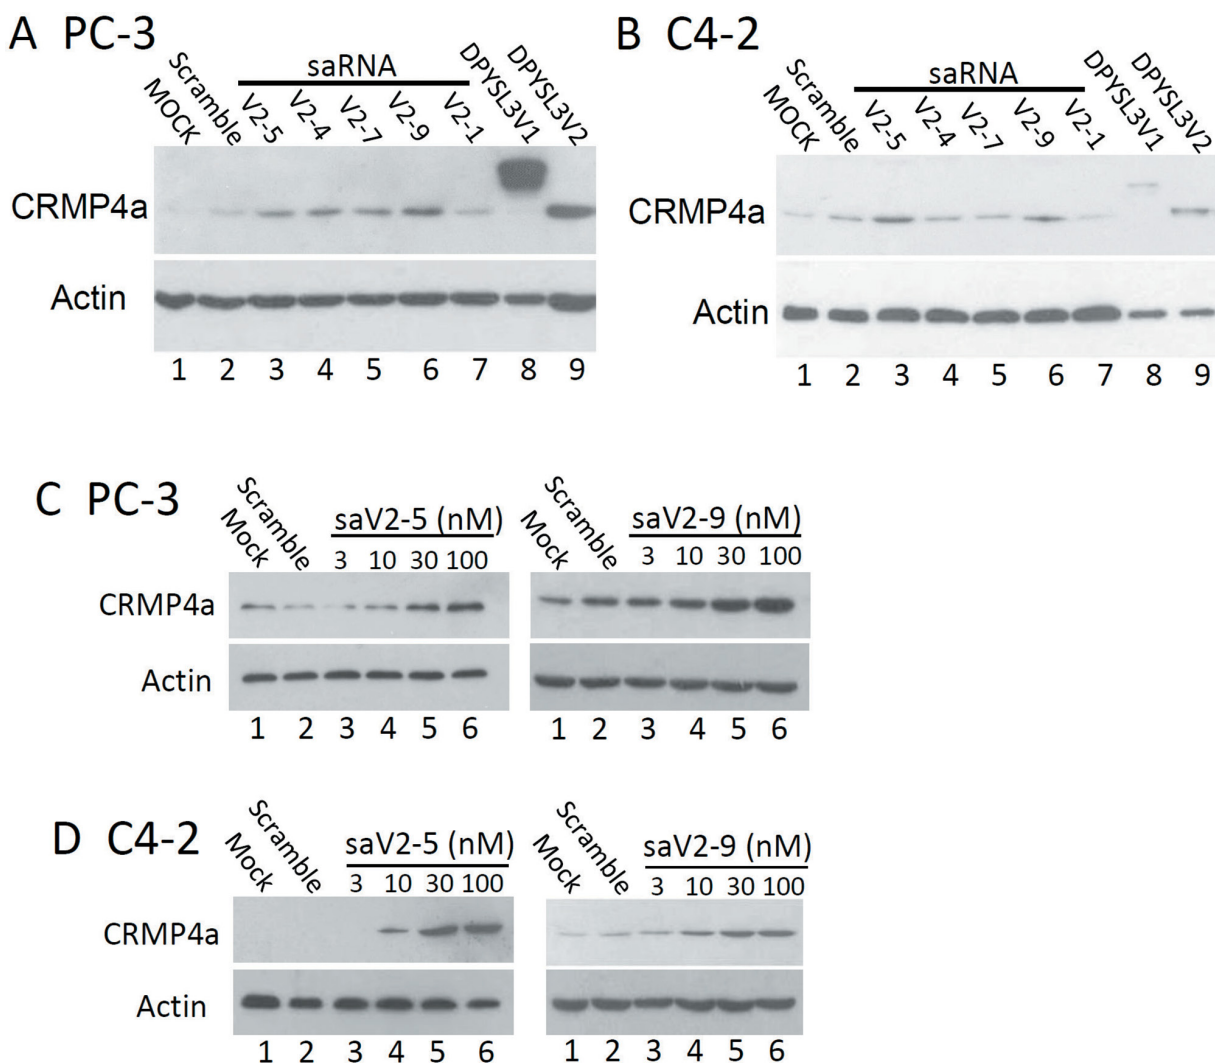 A PC-3
MOCK Scramble saRNA DPYSL3V1 DPYSL3V2
V2-5 V2-4 V2-7 V2-9 V2-1
CRMP4a
Actin
1 2 3 4 5 6 7 8 9
B C4-2
MOCK Scramble saRNA DPYSL3V1 DPYSL3V2
V2-5 V2-4 V2-7 V2-9 V2-1
CRMP4a
Actin
1 2 3 4 5 6 7 8 9
C PC-3
Mock Scramble saV2-5 (nM) Mock Scramble saV2-9 (nM)
3 10 30 100 3 10 30 100
CRMP4a
Actin
1 2 3 4 5 6 1 2 3 4 5 6
D C4-2
Mock Scramble saV2-5 (nM) Mock Scramble saV2-9 (nM)
3 10 30 100 3 10 30 100
CRMP4a
Actin
1 2 3 4 5 6 1 2 3 4 5 6